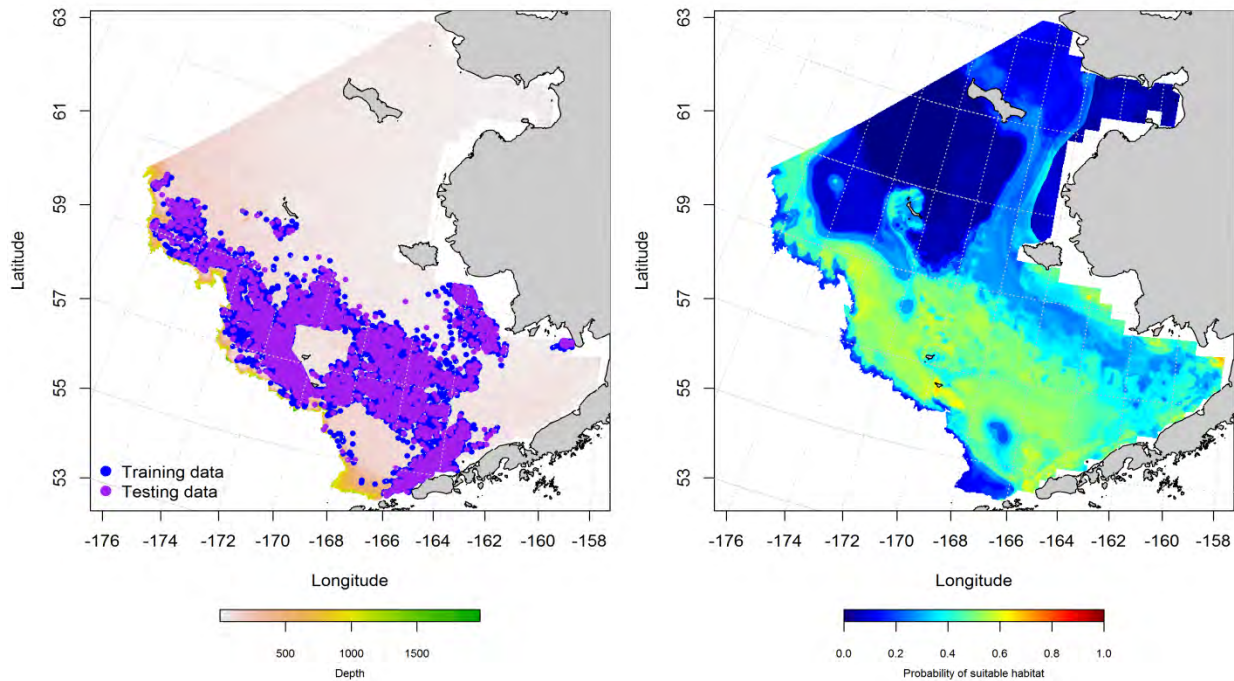 63
61
59
57
55
53
Latitude
Training data
Testing data
-176 -174 -172 -170 -168 -166 -164 -162 -160 -158
Longitude
500 1000 1500
Depth
63
61
59
57
55
53
Latitude
-176 -174 -172 -170 -168 -166 -164 -162 -160 -158
Longitude
0.0 0.2 0.4 0.6 0.8 1.0
Probability of suitable habitat